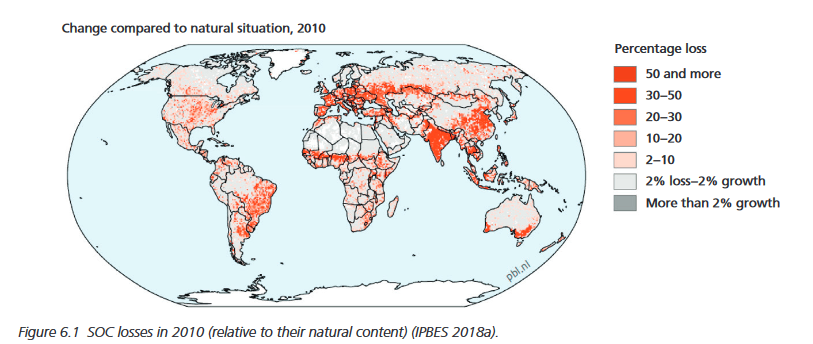 Change compared to natural situation, 2010
Percentage loss
50 and more
30–50
20–30
10–20
2–10
2% loss–2% growth
More than 2% growth
pbl.nl
Figure 6.1 SOC losses in 2010 (relative to their natural content) (IPBES 2018a).